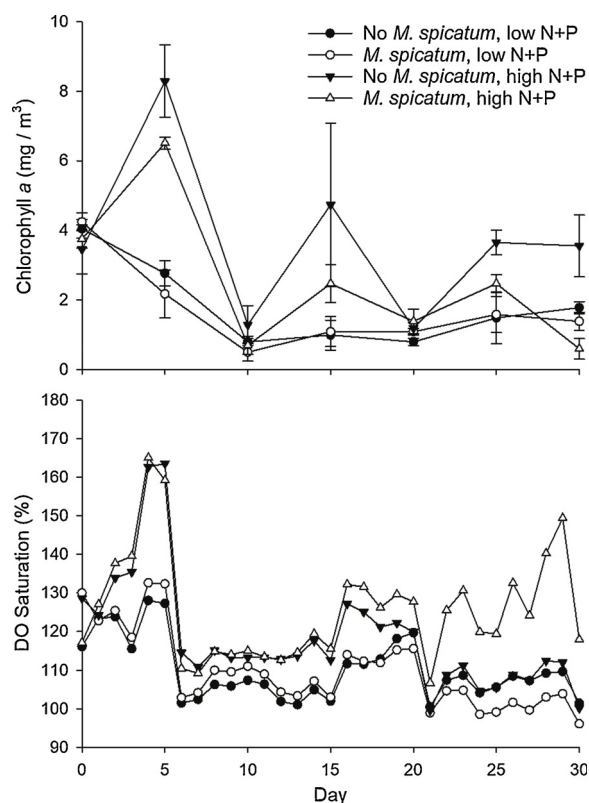 No M. spicatum, low N+P
M. spicatum, low N+P
No M. spicatum, high N+P
M. spicatum, high N+P
Chlorophyll a (mg / m³)
10
8
6
4
2
0
DO Saturation (%)
180
170
160
150
140
130
120
110
100
90
0 5 10 15 20 25 30
Day